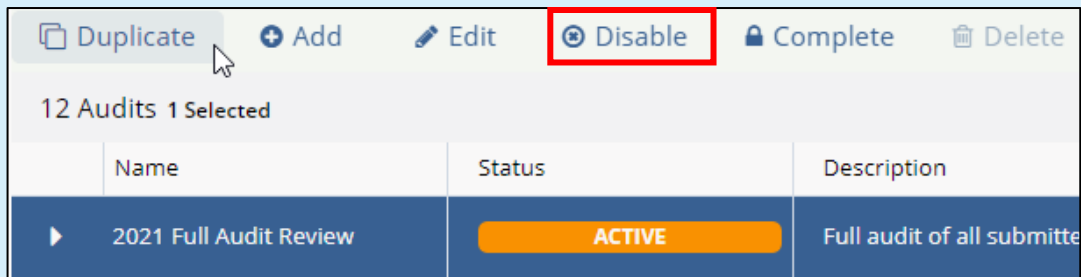 Duplicate Add Edit Disable Complete Delete
12 Audits 1 Selected
Name Status Description
2021 Full Audit Review ACTIVE Full audit of all submitte